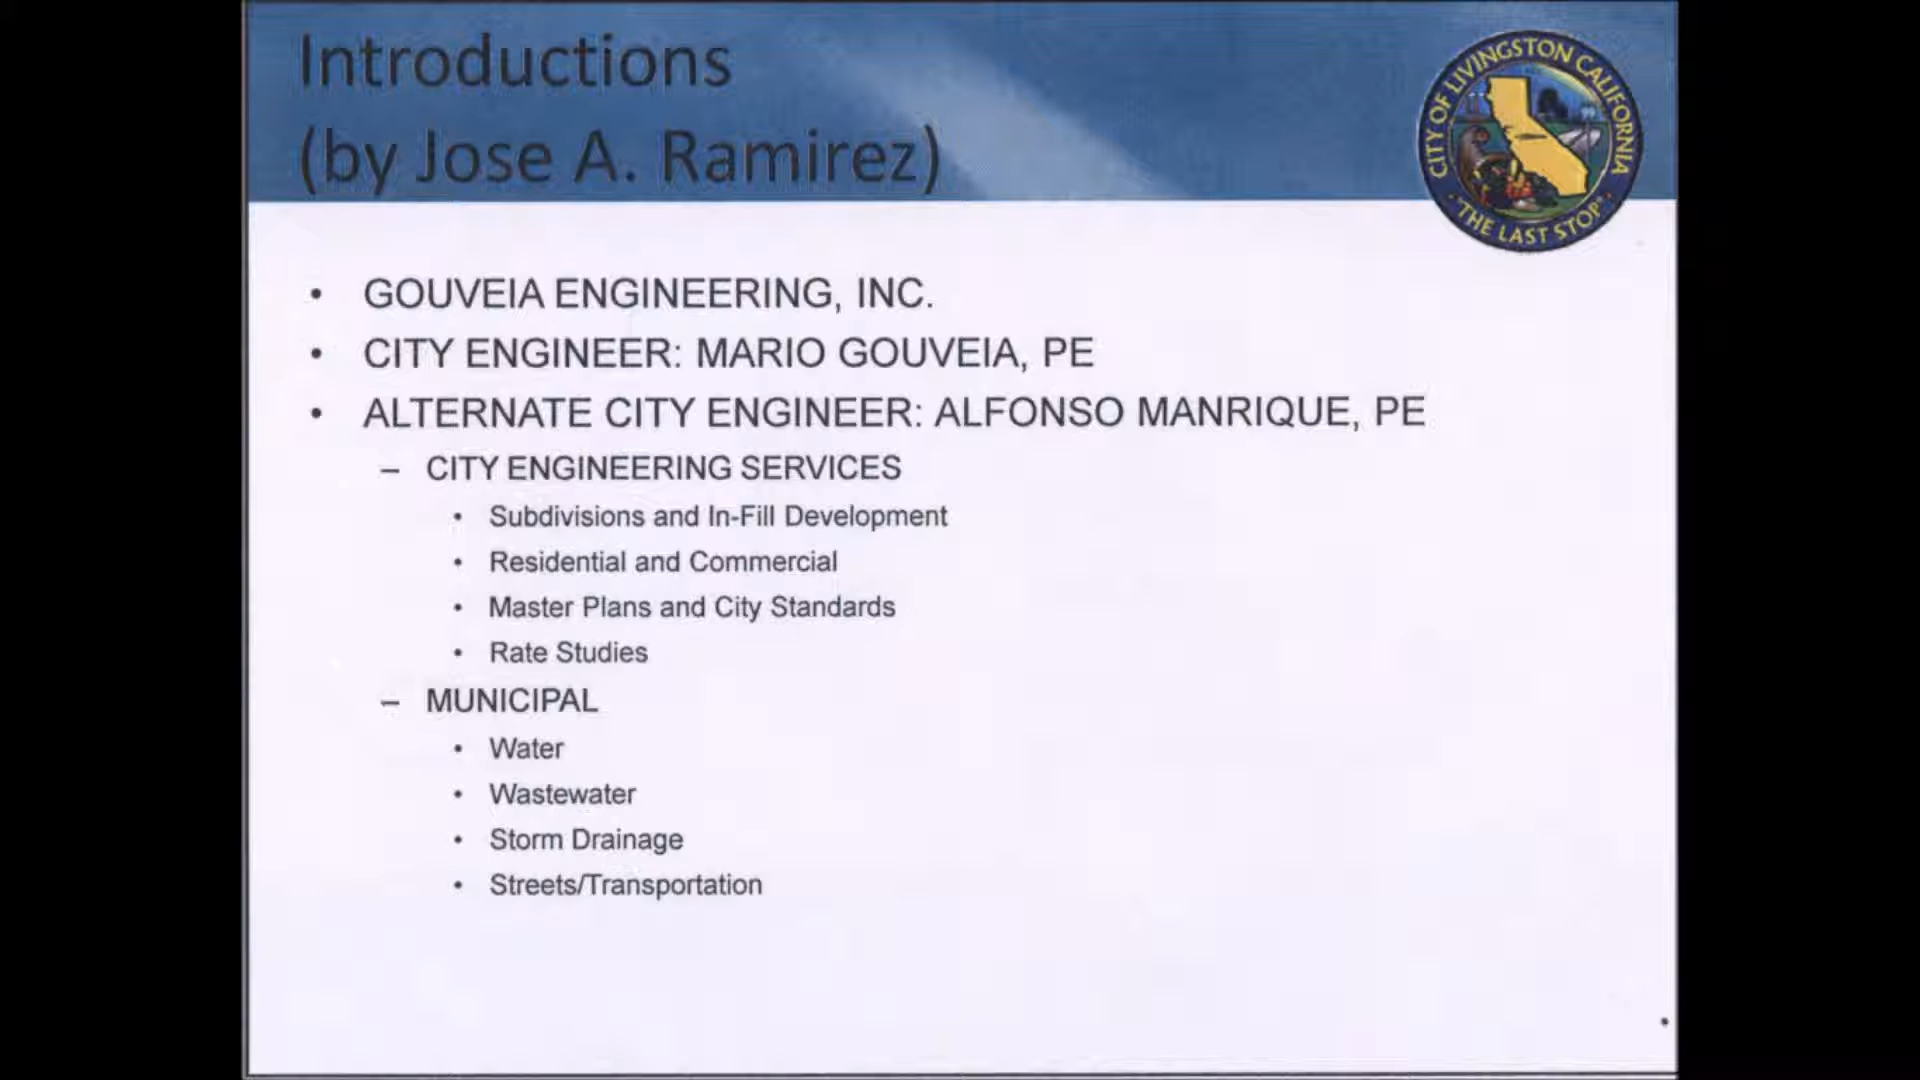 Introductions
(by Jose A. Ramirez)
CITY OF LIVINGSTON CALIFORNIA
"THE LAST STOP"
• GOUVEIA ENGINEERING, INC.
• CITY ENGINEER: MARIO GOUVEIA, PE
• ALTERNATE CITY ENGINEER: ALFONSO MANRIQUE, PE
– CITY ENGINEERING SERVICES
• Subdivisions and In-Fill Development
• Residential and Commercial
• Master Plans and City Standards
• Rate Studies
– MUNICIPAL
• Water
• Wastewater
• Storm Drainage
• Streets/Transportation